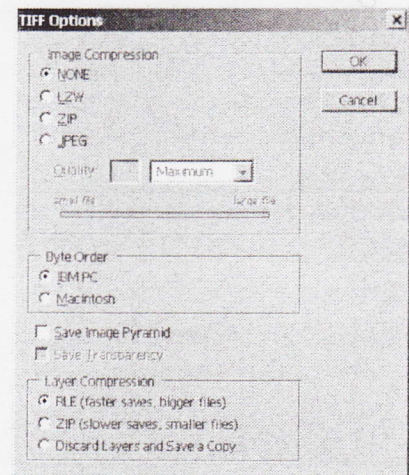 TIFF Options
Image Compression
NONE
LZW
ZIP
JPEG
Quality: Maximum
small file large file
OK
Cancel
Byte Order
IBM PC
Macintosh
Save Image Pyramid
Save Transparency
Layer Compression
RLE (faster saves, bigger files)
ZIP (slower saves, smaller files)
Discard Layers and Save a Copy